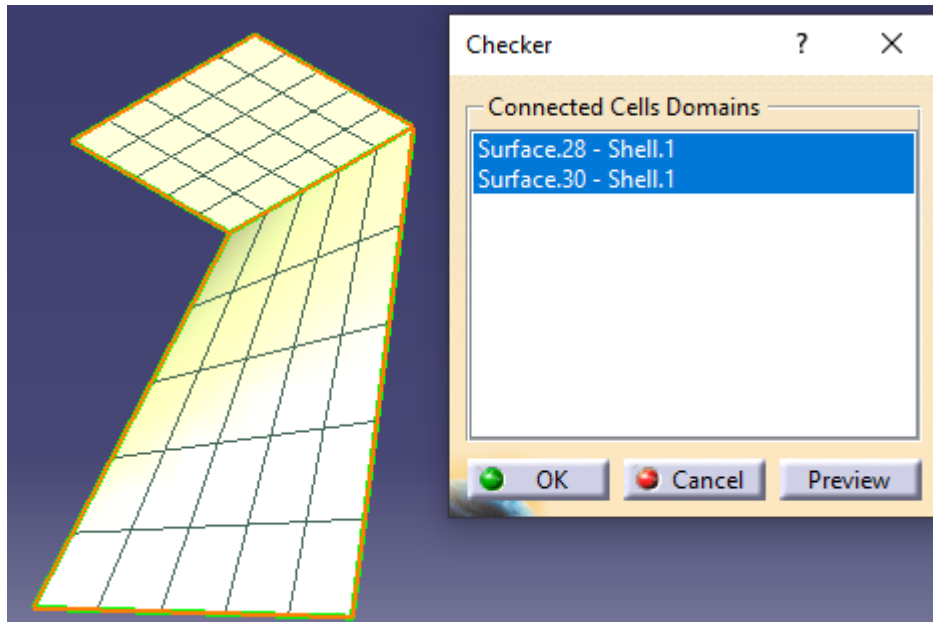 Checker ? ×
Connected Cells Domains
Surface.28 - Shell.1
Surface.30 - Shell.1
OK Cancel Preview